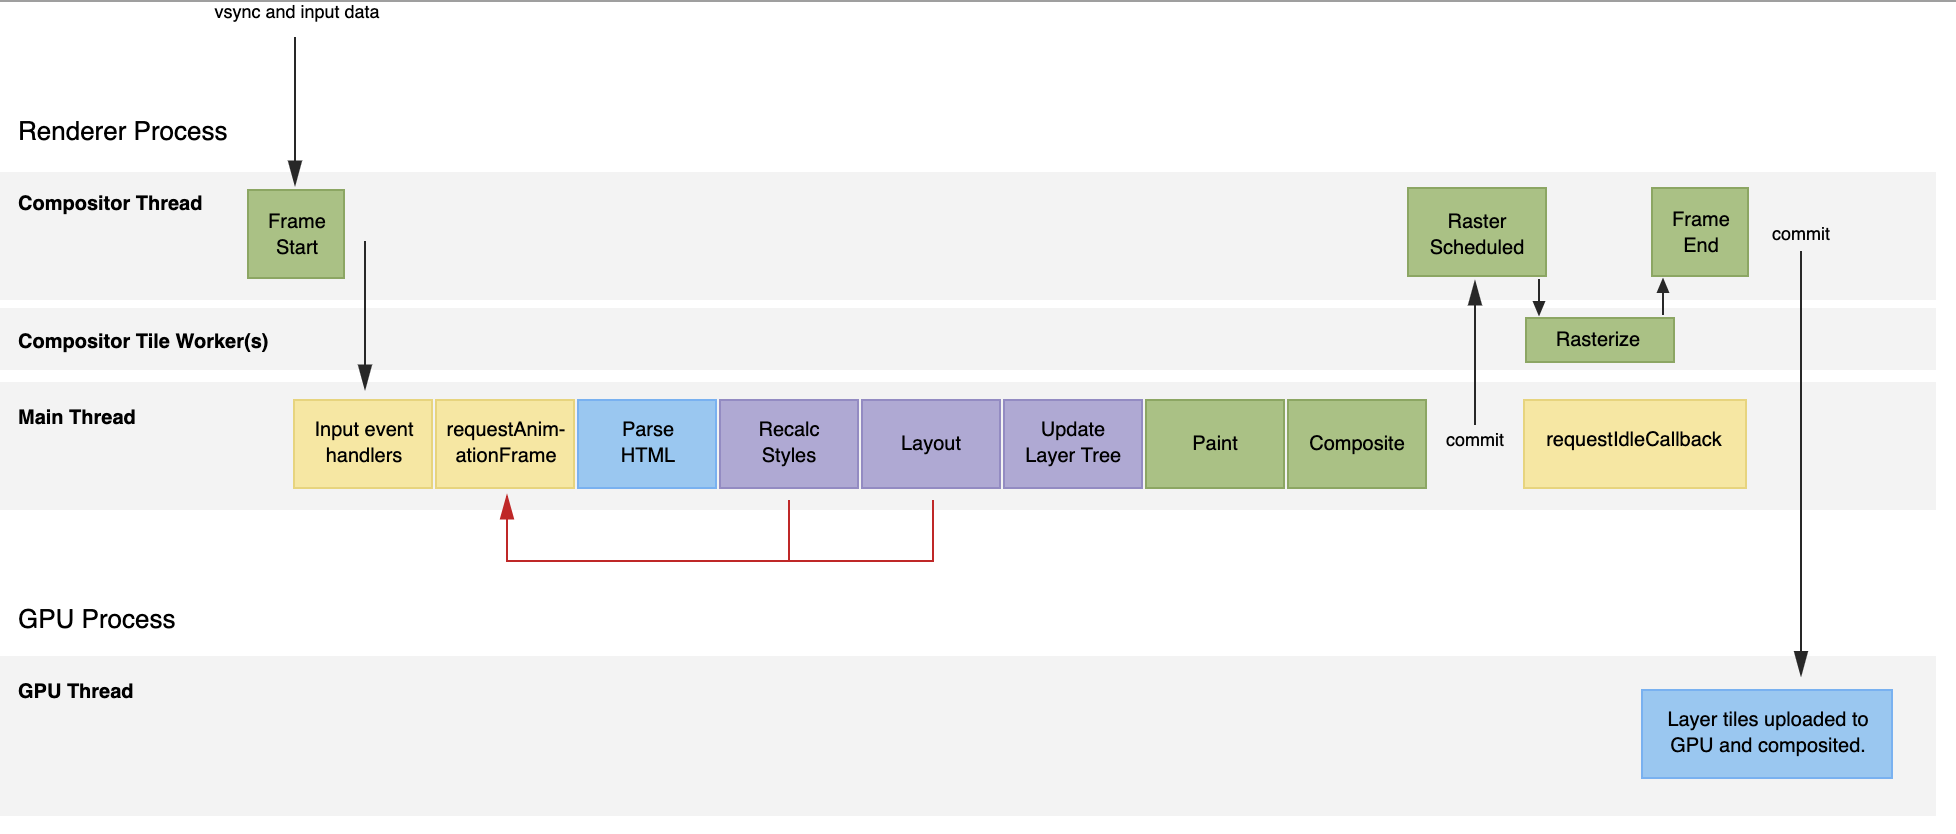 vsync and input data
Renderer Process
Compositor Thread
Frame
Start
Raster
Scheduled
Frame
End
commit
Compositor Tile Worker(s)
Rasterize
Main Thread
Input event
handlers
requestAnim-
ationFrame
Parse
HTML
Recalc
Styles
Layout
Update
Layer Tree
Paint
Composite
commit
requestIdleCallback
GPU Process
GPU Thread
Layer tiles uploaded to
GPU and composited.